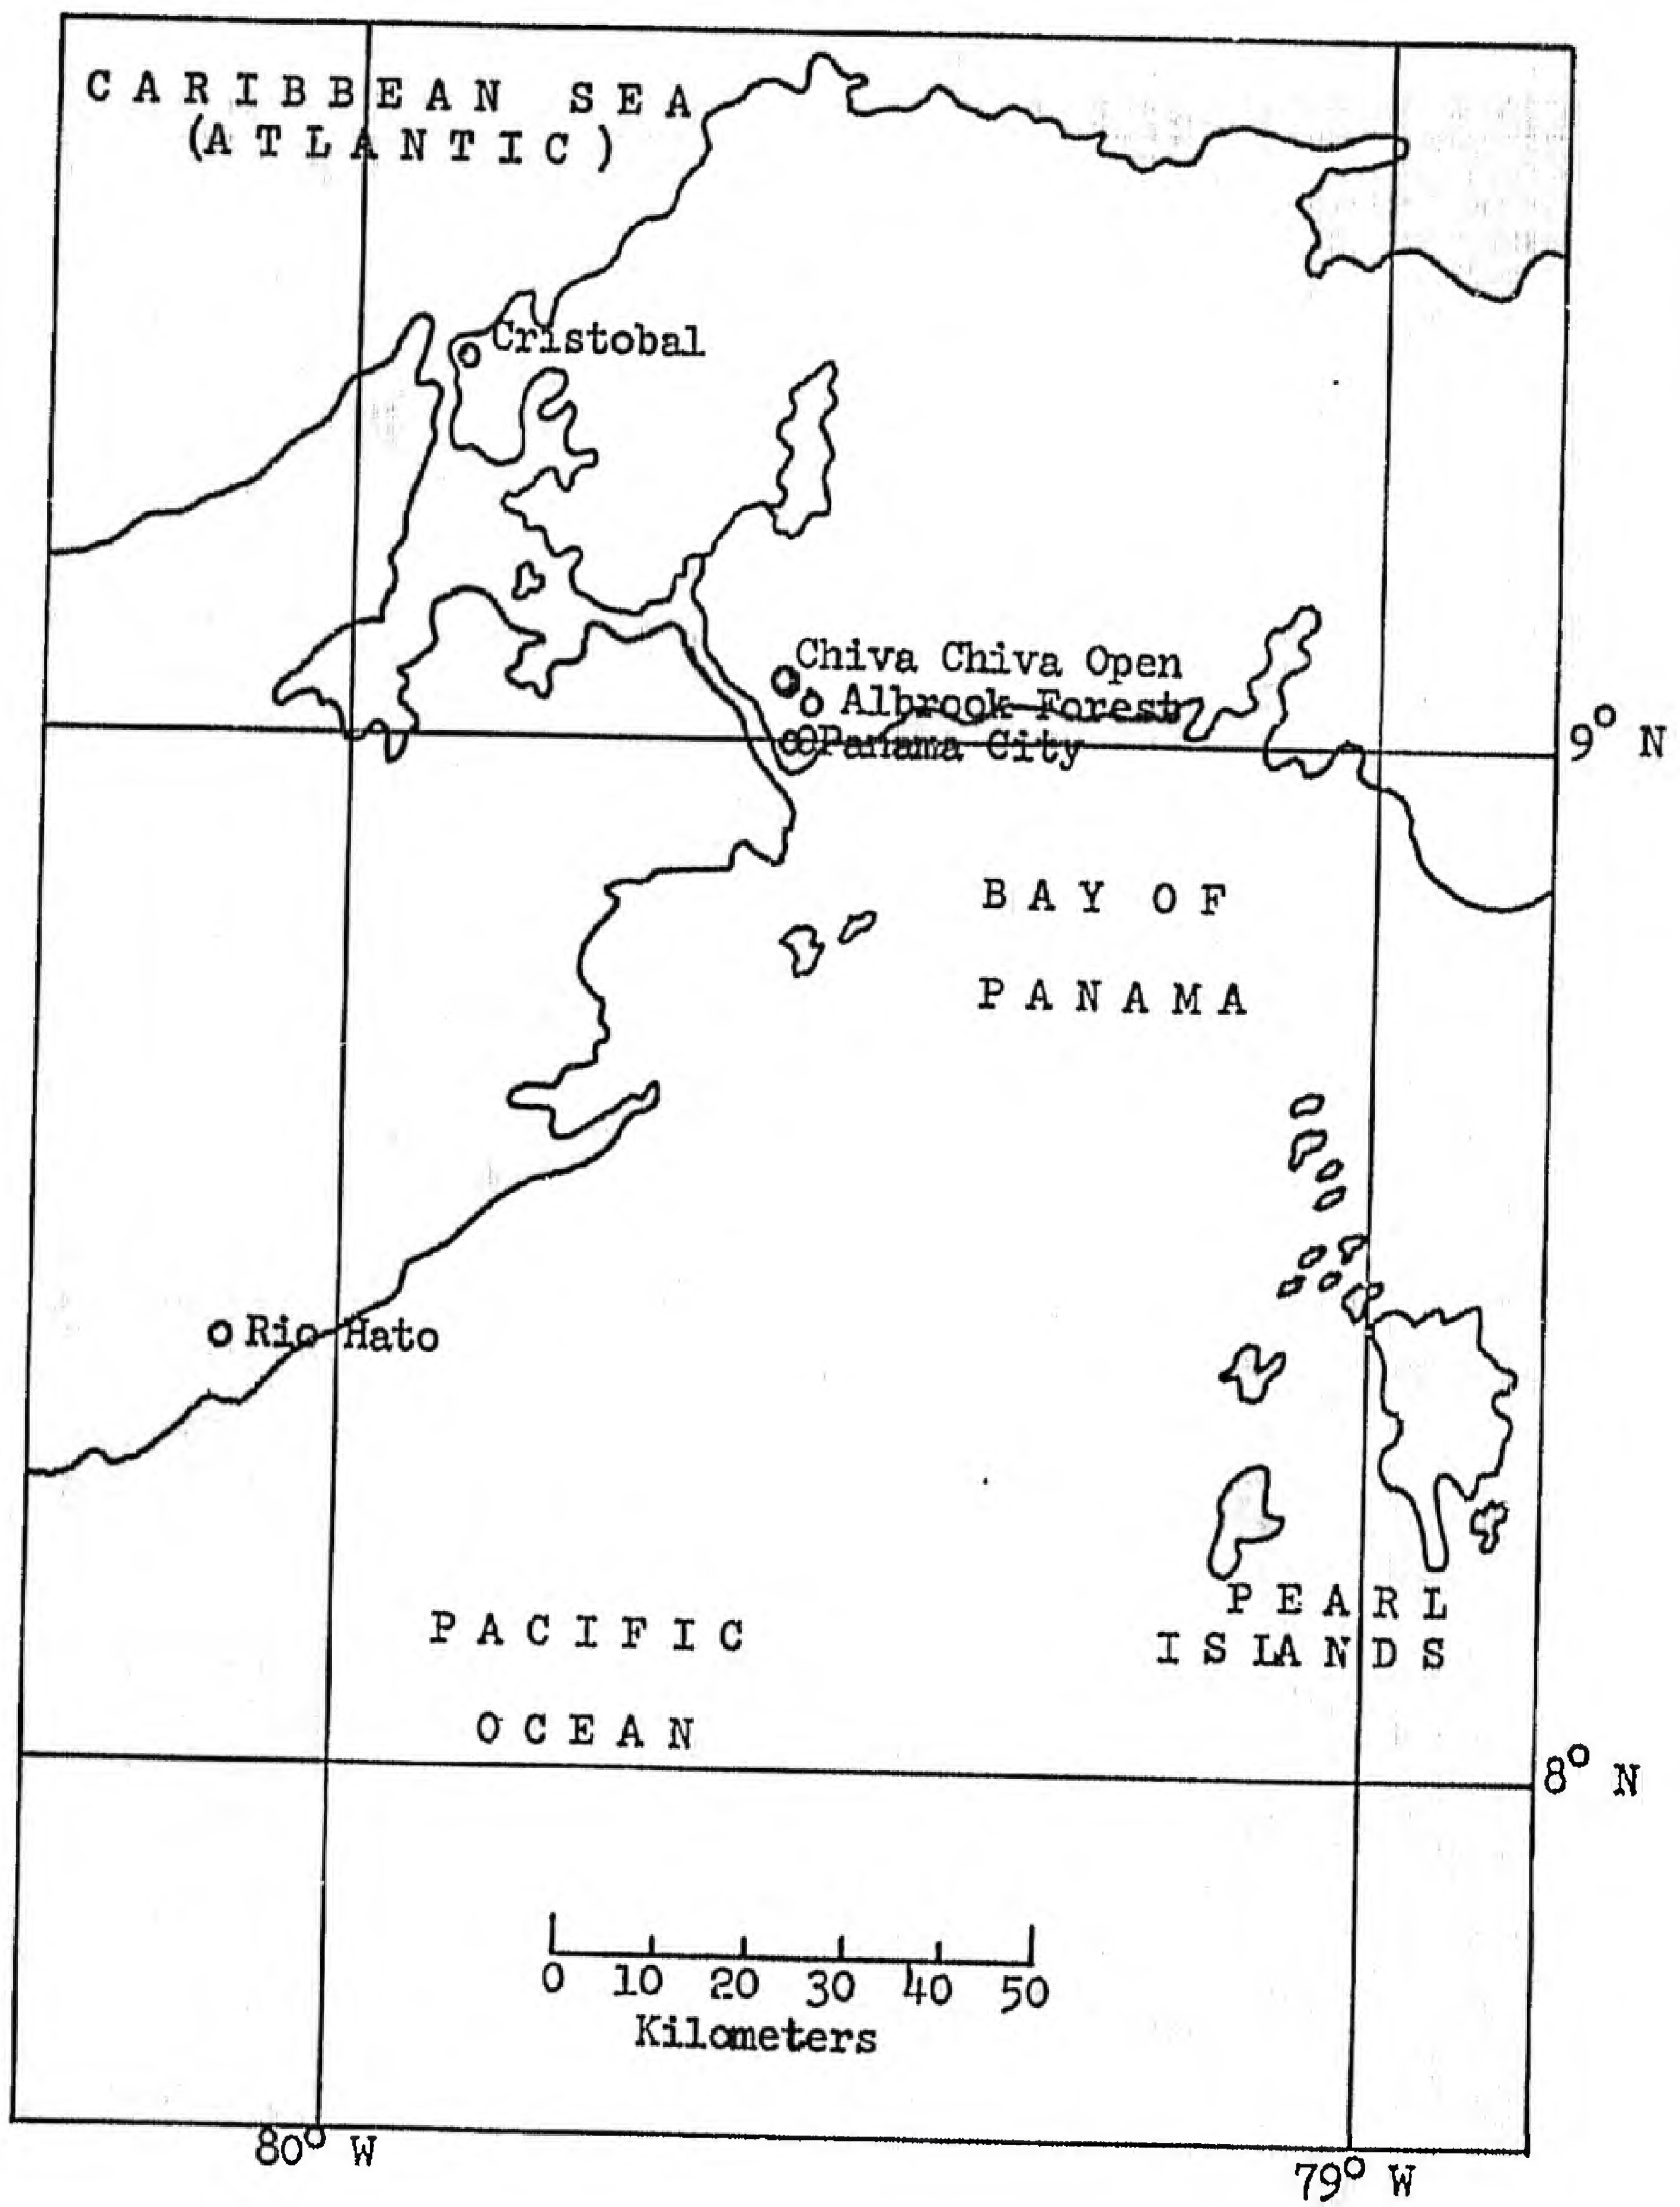 CARIBBEAN SEA
(ATLANTIC)
Cristobal
Chiva Chiva Open
Albrook Forest
Panama City
9° N
BAY OF
PANAMA
Rio Hato
PEARL
ISLANDS
PACIFIC
OCEAN
8° N
0 10 20 30 40 50
Kilometers
80° W
79° W